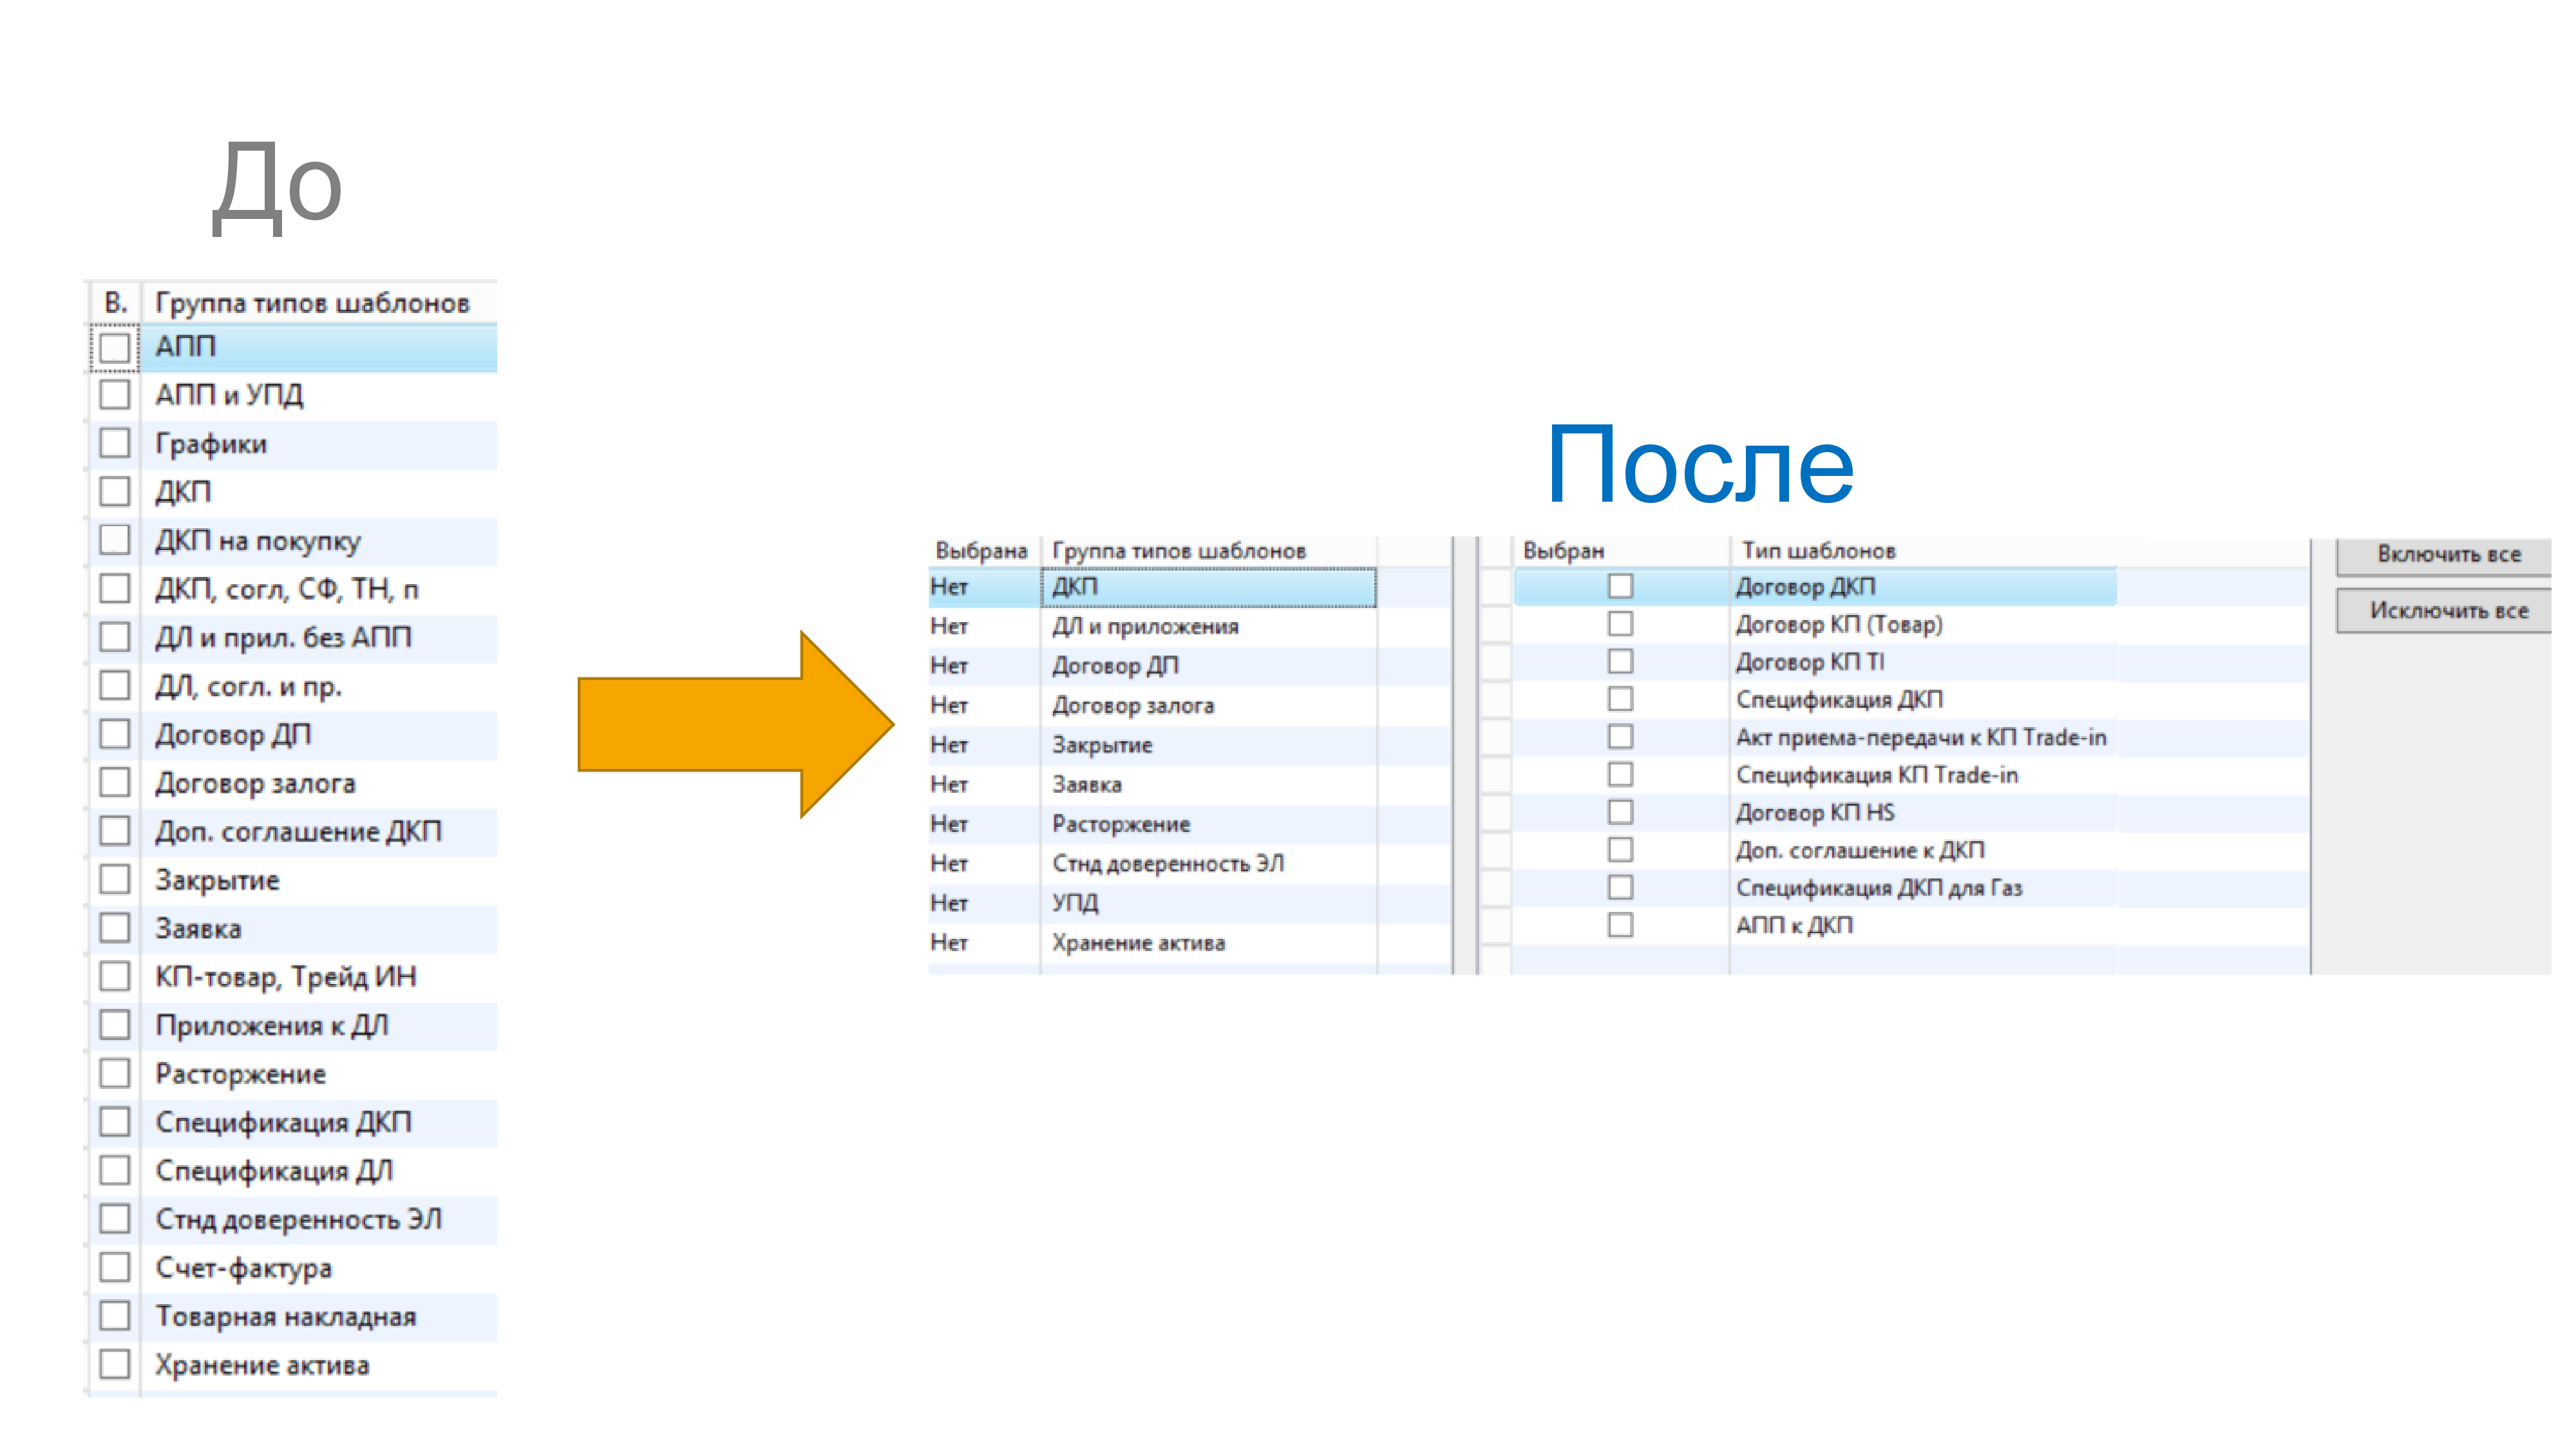 До
В. Группа типов шаблонов
АПП
АПП и УПД
Графики
ДКП
ДКП на покупку
ДКП, согл, СФ, ТН, п
ДЛ и прил. без АПП
ДЛ, согл. и пр.
Договор ДП
Договор залога
Доп. соглашение ДКП
Закрытие
Заявка
КП-товар, Трейд ИН
Приложения к ДЛ
Расторжение
Спецификация ДКП
Спецификация ДЛ
Стнд доверенность ЭЛ
Счет-фактура
Товарная накладная
Хранение актива
После
Выбрана Группа типов шаблонов
Нет ДКП
Нет ДЛ и приложения
Нет Договор ДП
Нет Договор залога
Нет Закрытие
Нет Заявка
Нет Расторжение
Нет Стнд доверенность ЭЛ
Нет УПД
Нет Хранение актива
Выбран Тип шаблонов
Договор ДКП
Договор КП (Товар)
Договор КП TI
Спецификация ДКП
Акт приема-передачи к КП Trade-in
Спецификация КП Trade-in
Договор КП HS
Доп. соглашение к ДКП
Спецификация ДКП для Газ
АПП к ДКП
Включить все
Исключить все